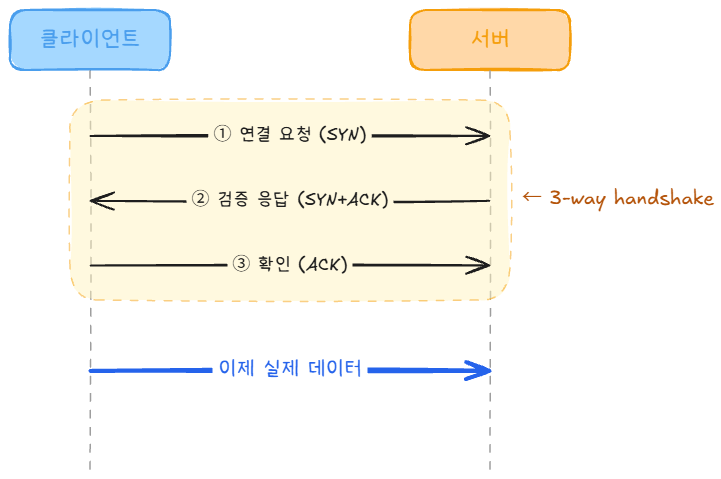 클라이언트
서버
① 연결 요청 (SYN)
② 검증 응답 (SYN+ACK)
← 3-way handshake
③ 확인 (ACK)
이제 실제 데이터